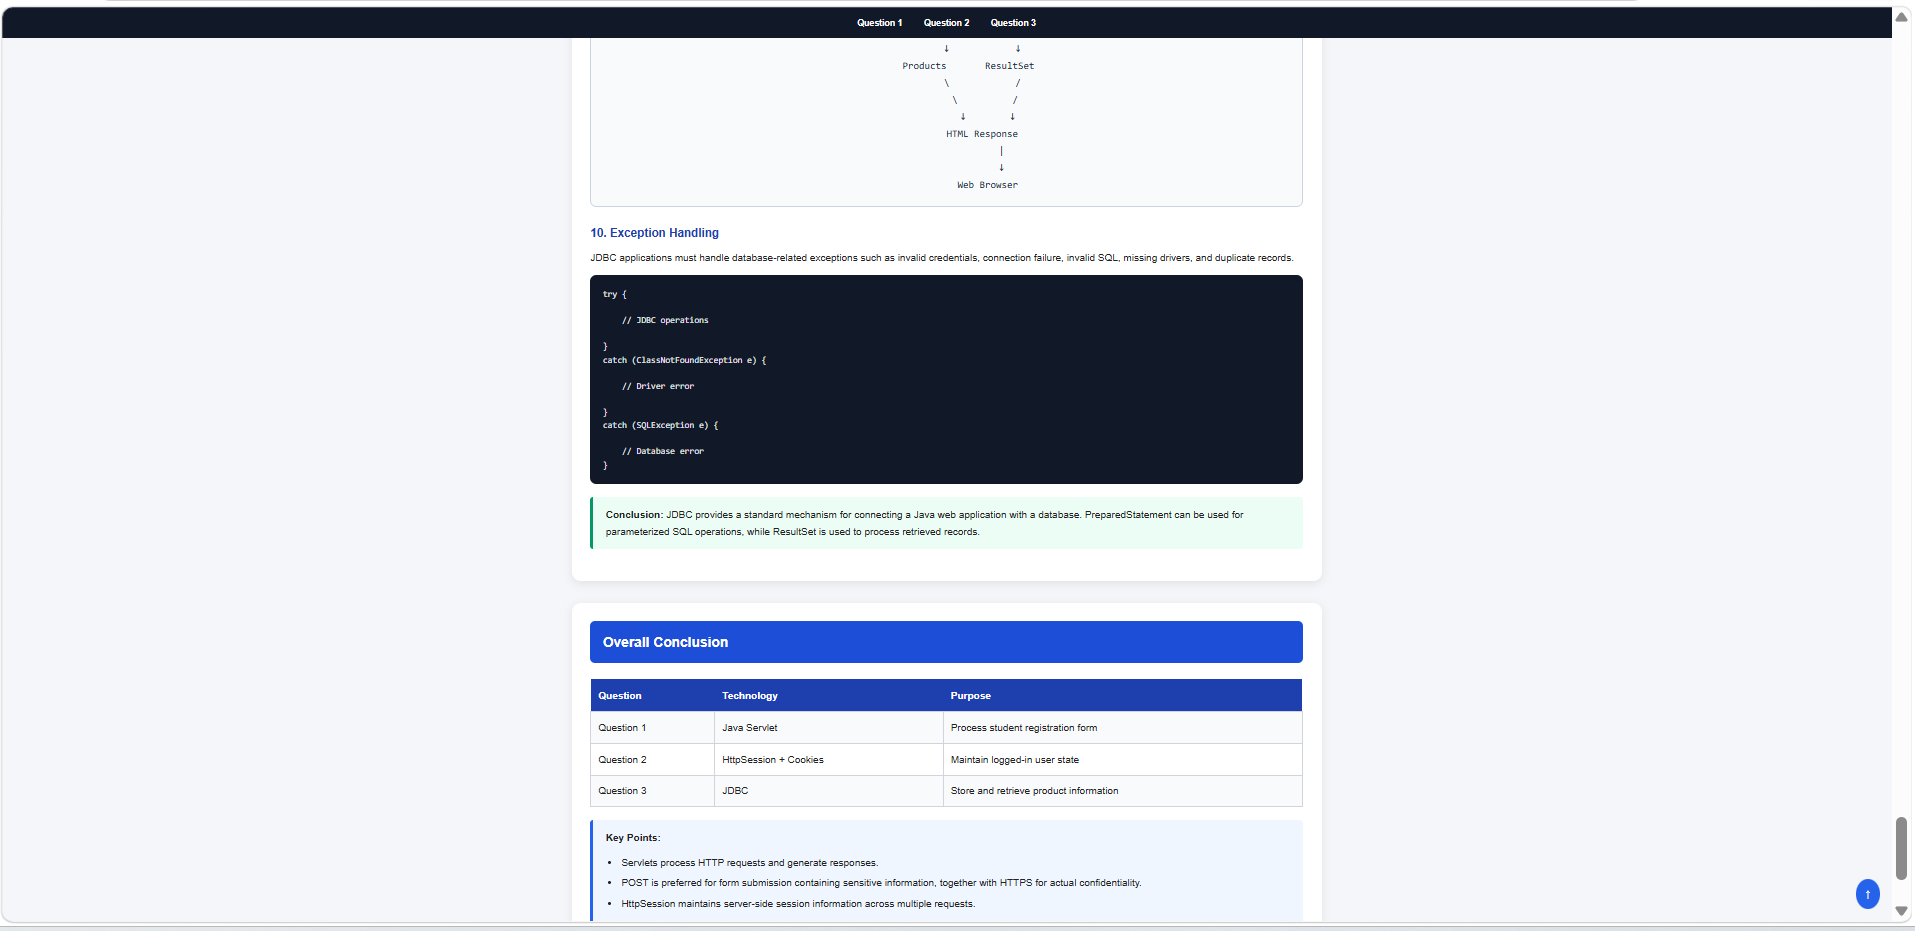 Question 1 Question 2 Question 3
↓ ↓
Products ResultSet
\ /
\ /
↓ ↓
HTML Response
|
↓
Web Browser
10. Exception Handling
JDBC applications must handle database-related exceptions such as invalid credentials, connection failure, invalid SQL, missing drivers, and duplicate records.
try {
// JDBC operations
}
catch (ClassNotFoundException e) {
// Driver error
}
catch (SQLException e) {
// Database error
}
Conclusion: JDBC provides a standard mechanism for connecting a Java web application with a database. PreparedStatement can be used for
parameterized SQL operations, while ResultSet is used to process retrieved records.
Overall Conclusion
Question Technology Purpose
Question 1 Java Servlet Process student registration form
Question 2 HttpSession + Cookies Maintain logged-in user state
Question 3 JDBC Store and retrieve product information
Key Points:
• Servlets process HTTP requests and generate responses.
• POST is preferred for form submission containing sensitive information, together with HTTPS for actual confidentiality.
• HttpSession maintains server-side session information across multiple requests.
↑